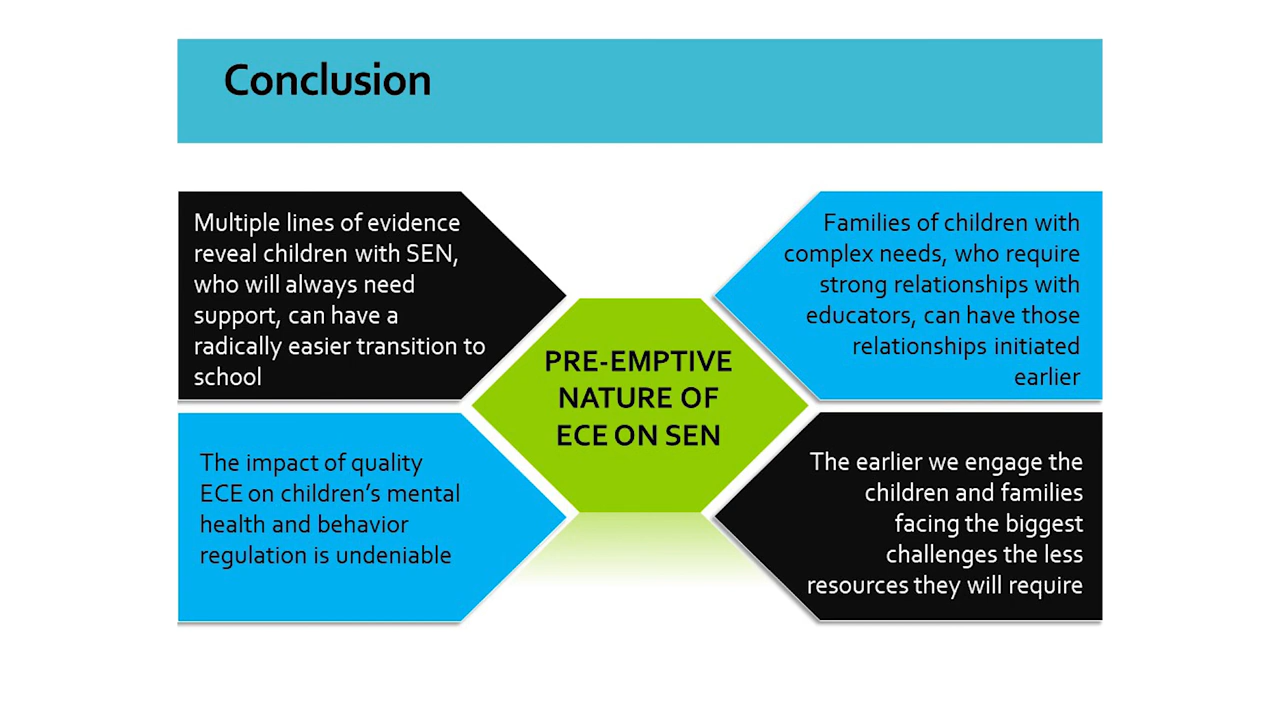 Conclusion
Multiple lines of evidence
reveal children with SEN,
who will always need
support, can have a
radically easier transition to
school
Families of children with
complex needs, who require
strong relationships with
educators, can have those
relationships initiated
earlier
PRE-EMPTIVE
NATURE OF
ECE ON SEN
The impact of quality
ECE on children’s mental
health and behavior
regulation is undeniable
The earlier we engage the
children and families
facing the biggest
challenges the less
resources they will require